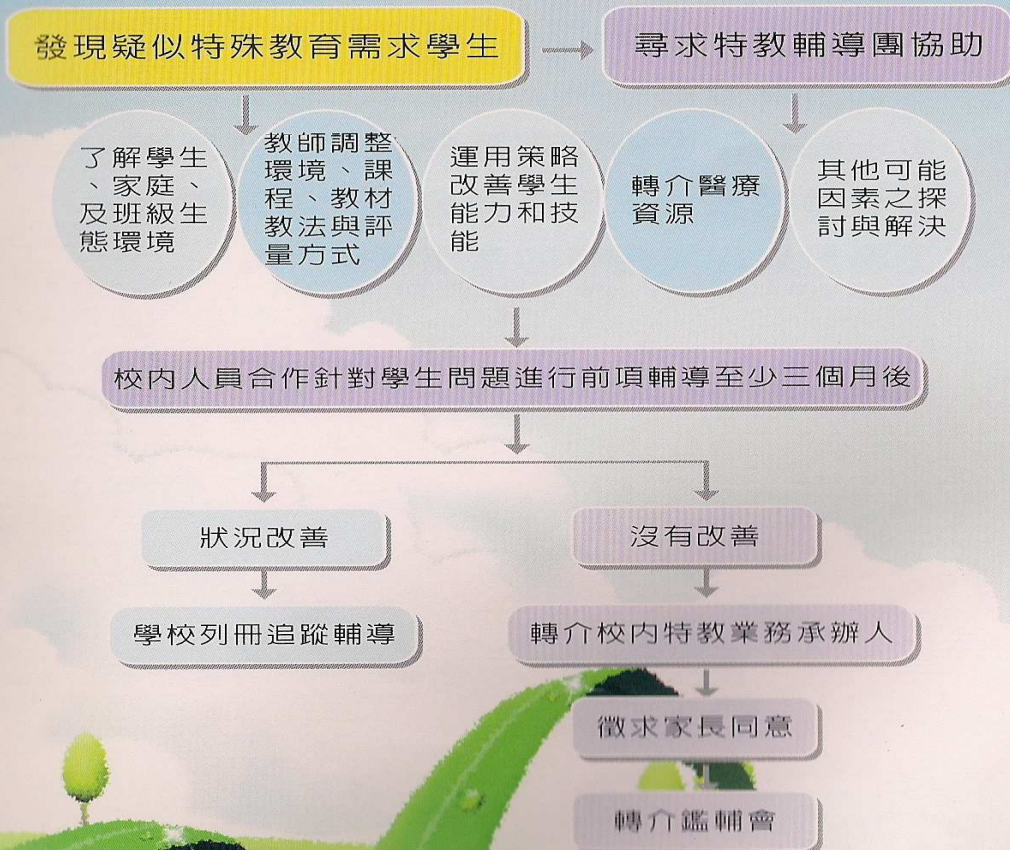 發現疑似特殊教育需求學生
尋求特教輔導團協助
了解學生
、家庭、
及班級生
態環境
教師調整
環境、課
程、教材
教法與評
量方式
運用策略
改善學生
能力和技
能
轉介醫療
資源
其他可能
因素之探
討與解決
校內人員合作針對學生問題進行前項輔導至少三個月後
狀況改善
沒有改善
學校列冊追蹤輔導
轉介校內特教業務承辦人
徵求家長同意
轉介鑑輔會